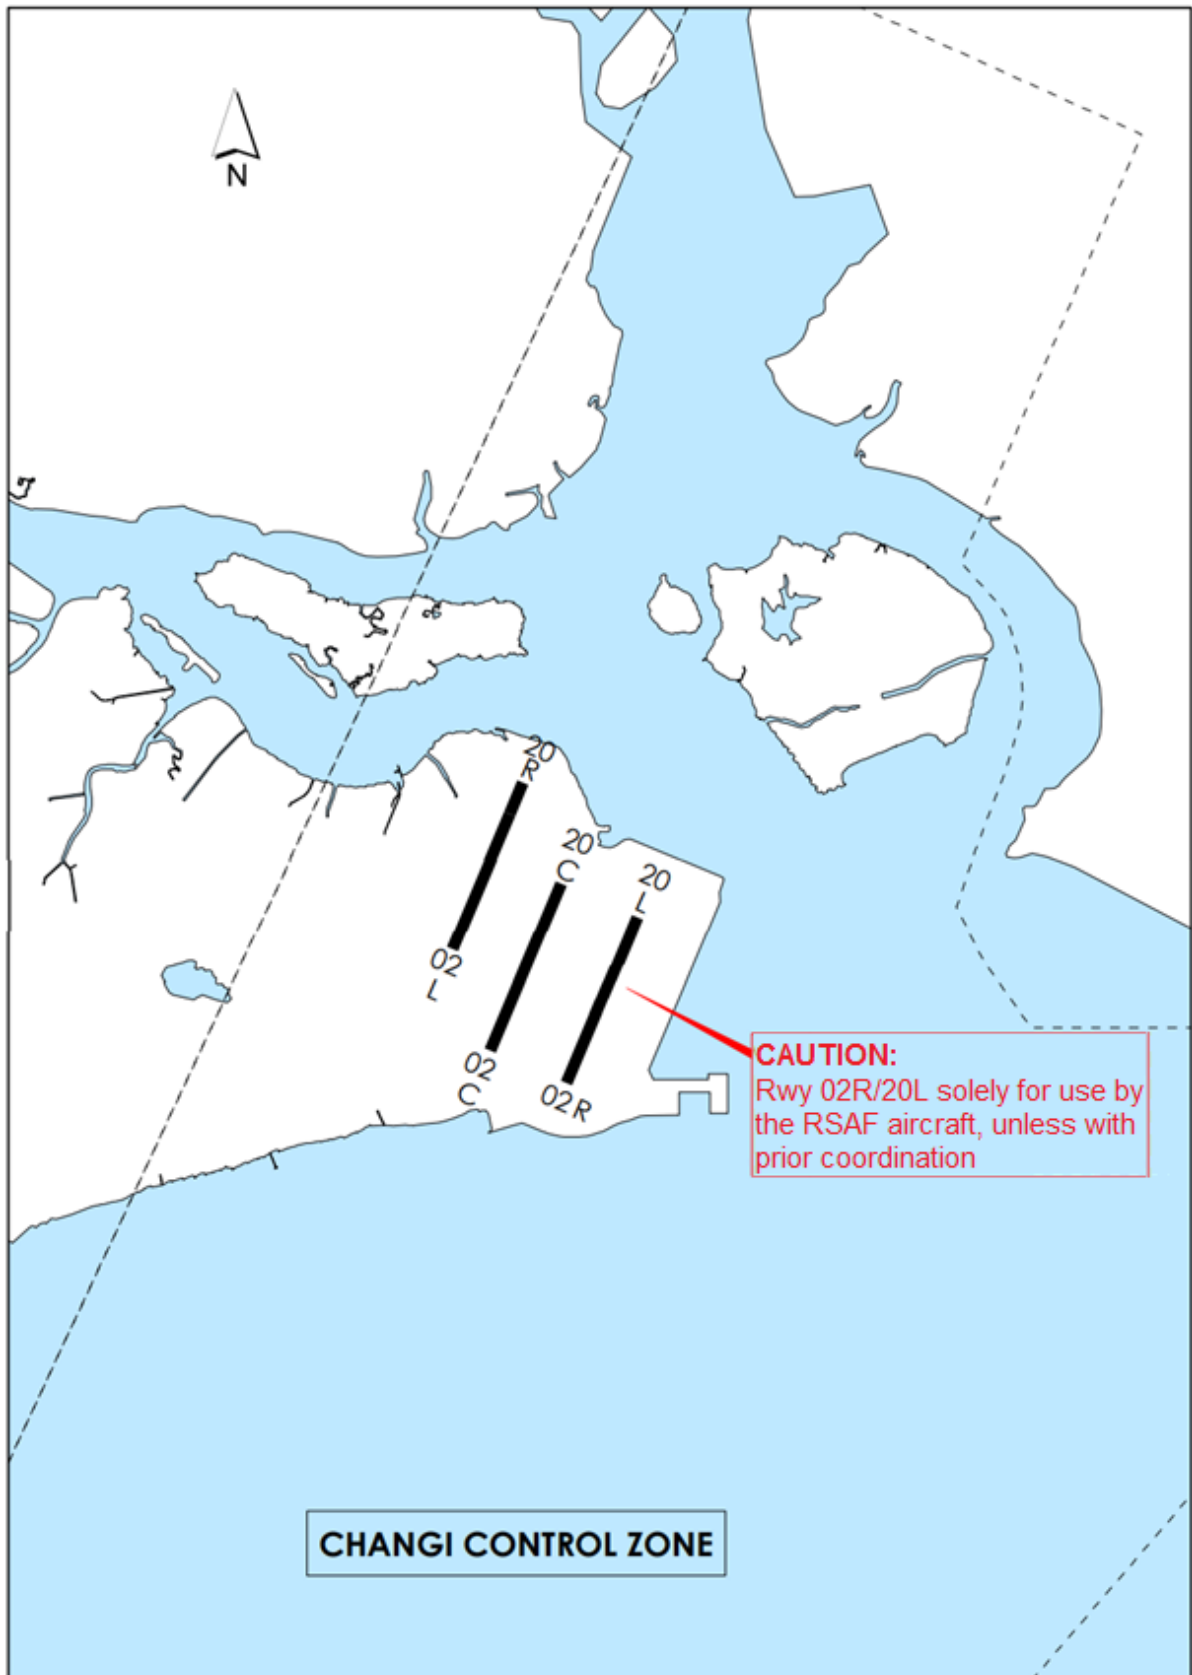 N
20
R
20
C
20
L
02
L
02
C
02R
CAUTION:
Rwy 02R/20L solely for use by
the RSAF aircraft, unless with
prior coordination
CHANGI CONTROL ZONE